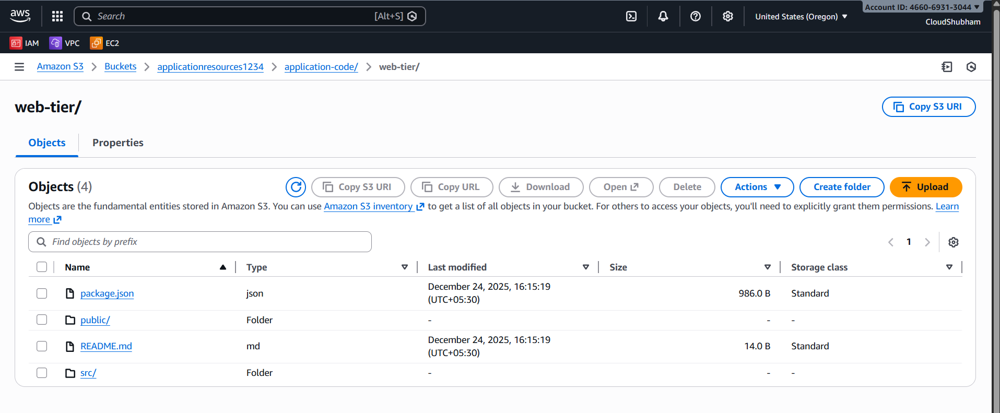 aws
Search [Alt+S]
United States (Oregon)
Account ID: 4660-6931-3044
CloudShubham
IAM VPC EC2
Amazon S3 > Buckets > applicationresources1234 > application-code/ > web-tier/
web-tier/
Copy S3 URI
Objects Properties
Objects (4)
Copy S3 URI Copy URL Download Open Delete Actions Create folder Upload
Objects are the fundamental entities stored in Amazon S3. You can use Amazon S3 inventory to get a list of all objects in your bucket. For others to access your objects, you'll need to explicitly grant them permissions. Learn
more
Find objects by prefix
1
Name Type Last modified Size Storage class
package.json json December 24, 2025, 16:15:19 986.0 B Standard
(UTC+05:30)
public/ Folder - - -
README.md md December 24, 2025, 16:15:19 14.0 B Standard
(UTC+05:30)
src/ Folder - - -